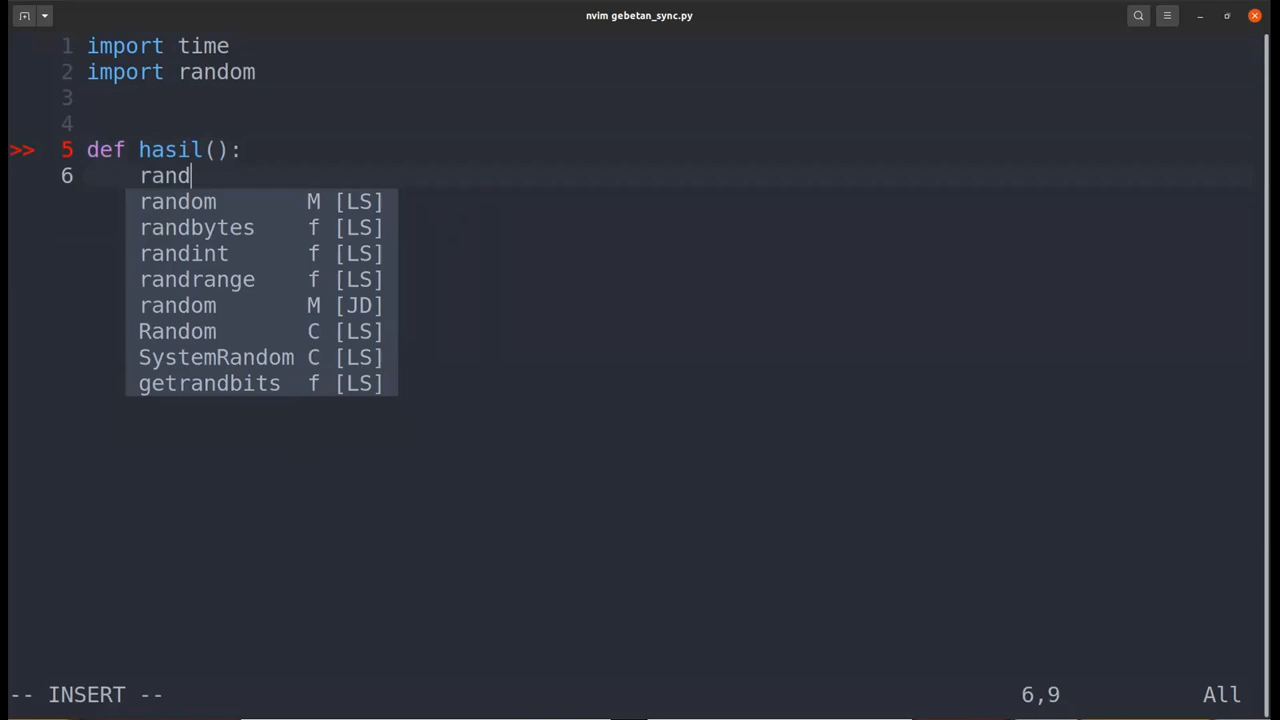 nvim gebetan_sync.py
1 import time
2 import random
3
4
>> 5 def hasil():
6 rand
random M [LS]
randbytes f [LS]
randint f [LS]
randrange f [LS]
random M [JD]
Random C [LS]
SystemRandom C [LS]
getrandbits f [LS]
-- INSERT -- 6,9 All